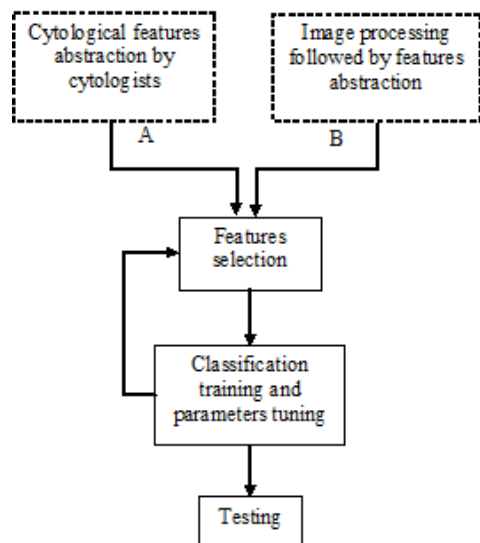 Cytological features
abstraction by
cytologists
Image processing
followed by features
abstraction
A
B
Features
selection
Classification
training and
parameters tuning
Testing